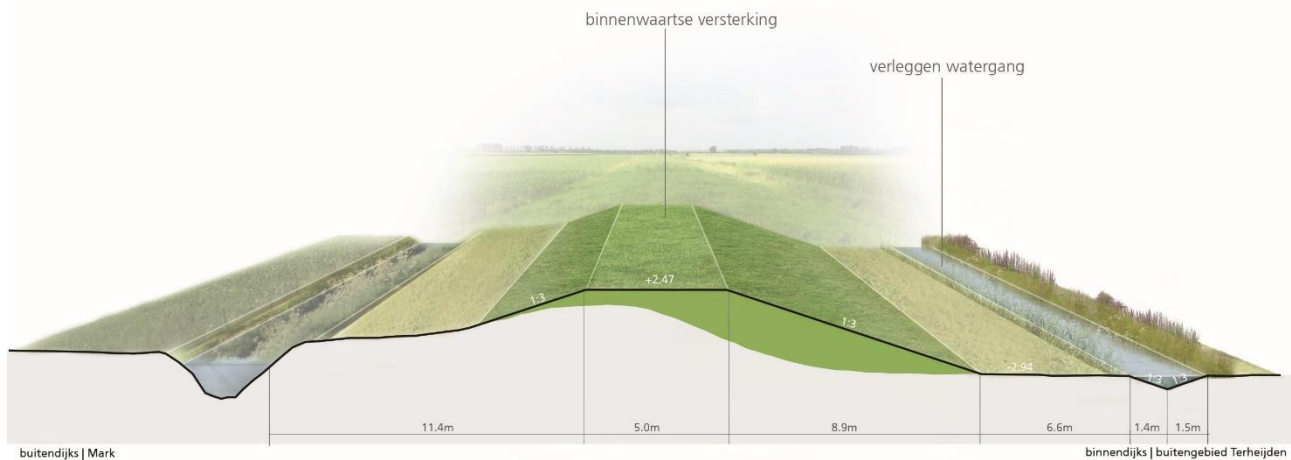 binnenwaartse versterking
verleggen watergang
+2.47
1:3
1:3
-2.94
1:3
1:3
11.4m
5.0m
8.9m
6.6m
1.4m
1.5m
buitendijks | Mark
binnendijks | buitengebied Terheijden